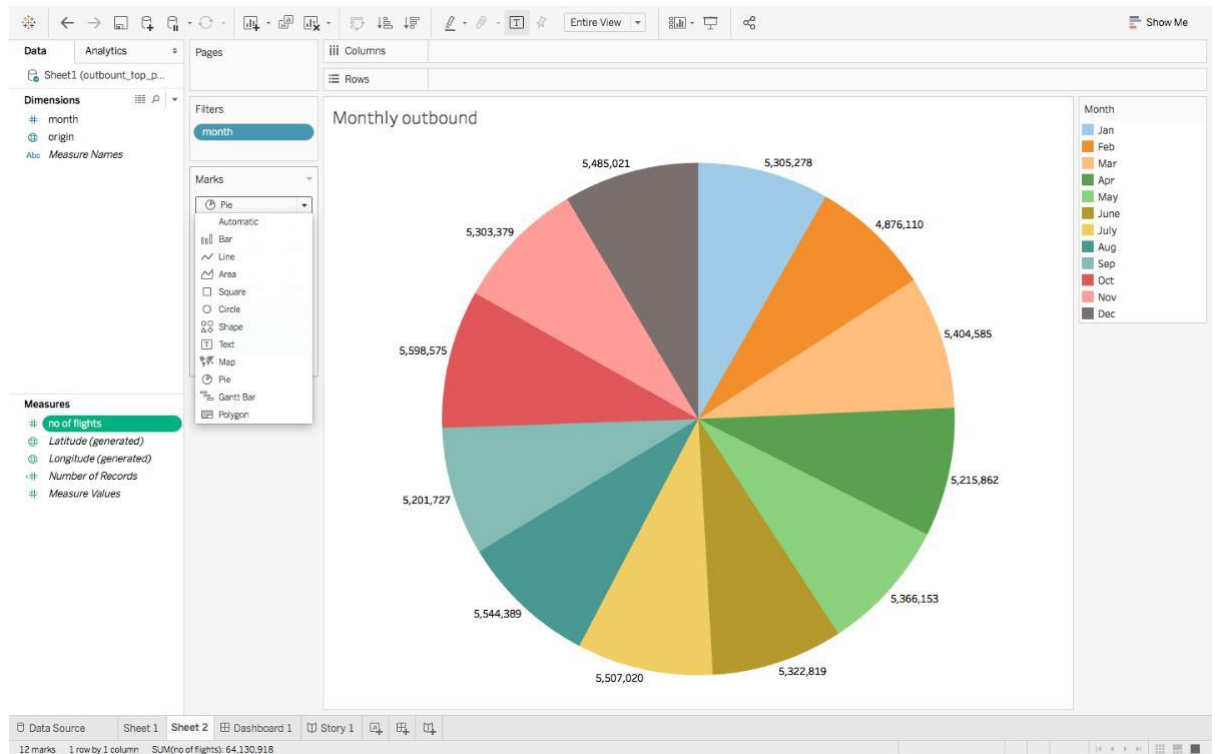 Entire View
Show Me
Data
Analytics
Pages
Columns
Sheet1 (outbount_top_p...
Rows
Dimensions
month
origin
Abc Measure Names
Filters
month
Marks
Pie
Automatic
Bar
Line
Area
Square
Circle
Shape
Text
Map
Pie
Gantt Bar
Polygon
Measures
no of flights
Latitude (generated)
Longitude (generated)
Number of Records
Measure Values
Monthly outbound
5,485,021
5,305,278
5,303,379
4,876,110
5,598,575
5,404,585
5,201,727
5,215,862
5,544,389
5,366,153
5,507,020
5,322,819
Month
Jan
Feb
Mar
Apr
May
June
July
Aug
Sep
Oct
Nov
Dec
Data Source
Sheet 1
Sheet 2
Dashboard 1
Story 1
12 marks 1 row by 1 column SUM(no of flights): 64,130,918